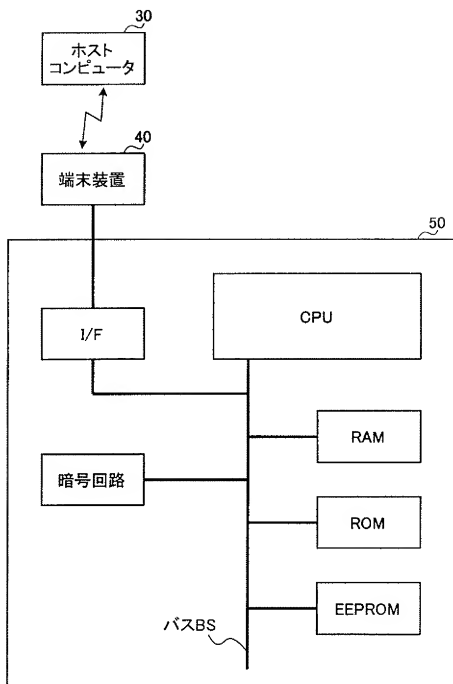 30
ホスト
コンピュータ
40
端末装置
50
I/F
CPU
RAM
暗号回路
ROM
EEPROM
バスBS